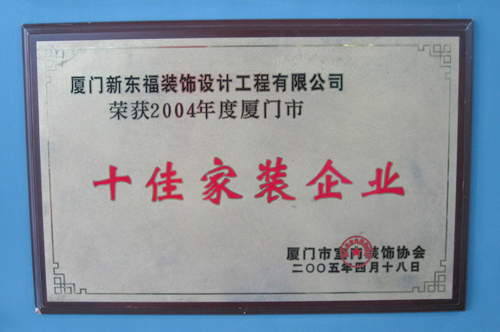 厦门新东福装饰设计工程有限公司
荣获2004年度厦门市
十佳家装企业
厦门市室内装饰协会
二〇〇五年四月十八日